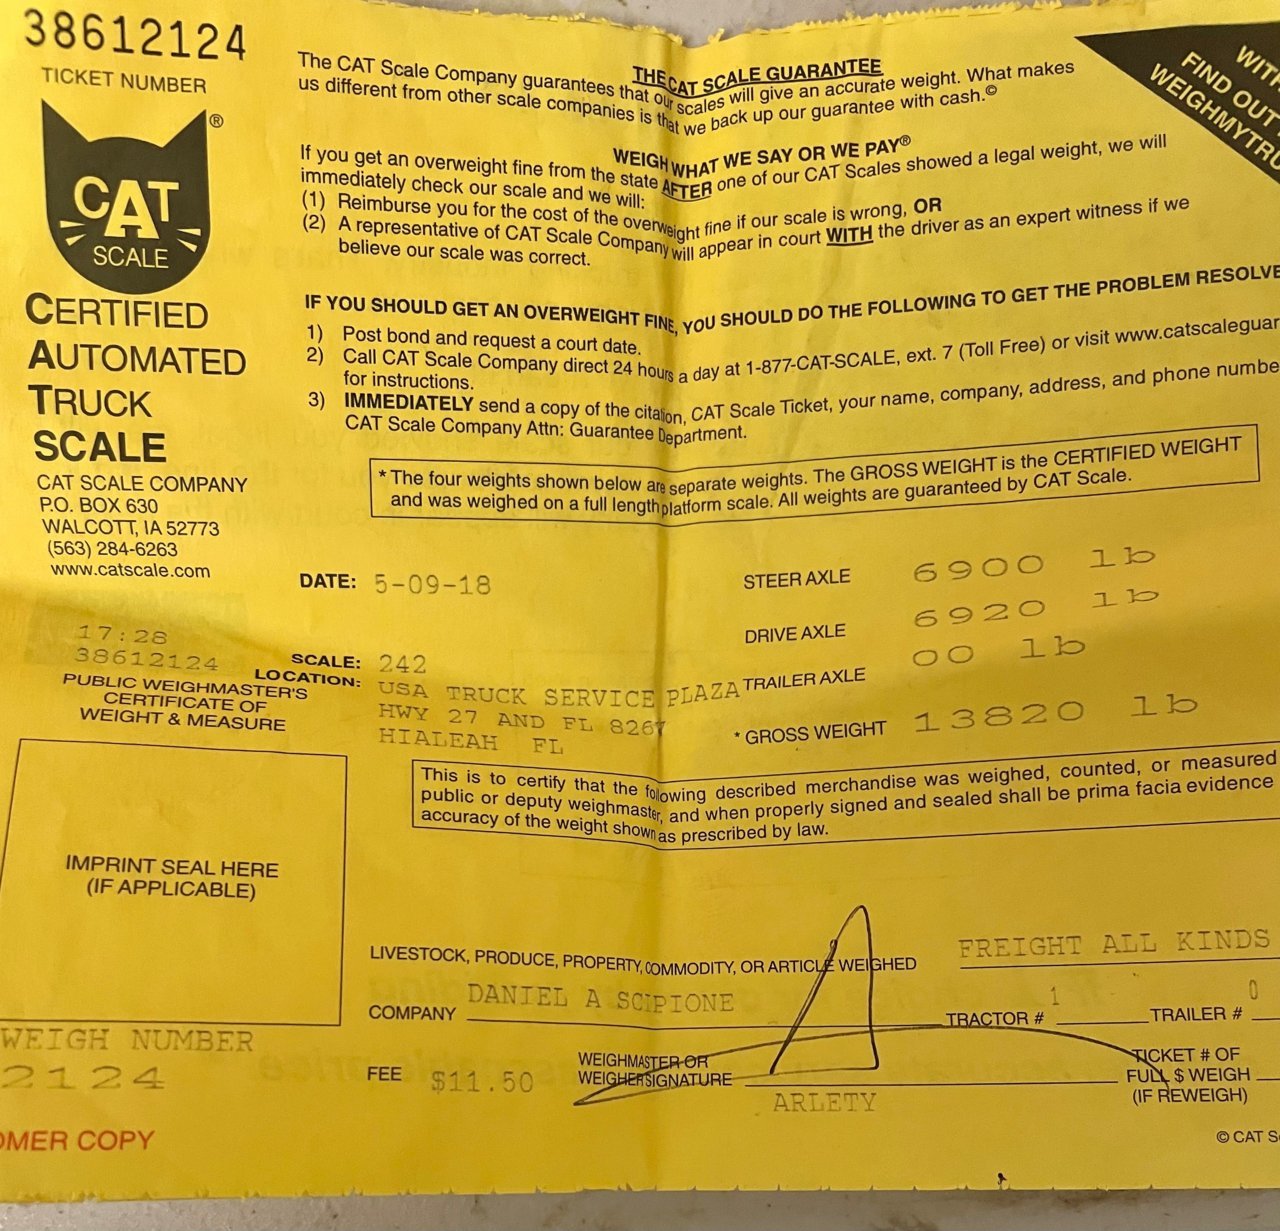 38612124
TICKET NUMBER
CAT
SCALE
®
CERTIFIED
AUTOMATED
TRUCK
SCALE
CAT SCALE COMPANY
P.O. BOX 630
WALCOTT, IA 52773
(563) 284-6263
www.catscale.com
THE CAT SCALE GUARANTEE
The CAT Scale Company guarantees that our scales will give an accurate weight. What makes
us different from other scale companies is that we back up our guarantee with cash.©
WEIGH WHAT WE SAY OR WE PAY®
If you get an overweight fine from the state AFTER one of our CAT Scales showed a legal weight, we will
immediately check our scale and we will:
(1) Reimburse you for the cost of the overweight fine if our scale is wrong, OR
(2) A representative of CAT Scale Company will appear in court WITH the driver as an expert witness if we
believe our scale was correct.
IF YOU SHOULD GET AN OVERWEIGHT FINE, YOU SHOULD DO THE FOLLOWING TO GET THE PROBLEM RESOLVE
1) Post bond and request a court date.
2) Call CAT Scale Company direct 24 hours a day at 1-877-CAT-SCALE, ext. 7 (Toll Free) or visit www.catscaleguar
for instructions.
3) IMMEDIATELY send a copy of the citation, CAT Scale Ticket, your name, company, address, and phone numbe
CAT Scale Company Attn: Guarantee Department.
* The four weights shown below are separate weights. The GROSS WEIGHT is the CERTIFIED WEIGHT
and was weighed on a full length platform scale. All weights are guaranteed by CAT Scale.
WITH
FIND OUT
WEIGHMYTRU
DATE: 5-09-18
STEER AXLE 6900 lb
DRIVE AXLE 6920 lb
TRAILER AXLE 00 lb
* GROSS WEIGHT 13820 lb
17:28
38612124
PUBLIC WEIGHMASTER'S
CERTIFICATE OF
WEIGHT & MEASURE
SCALE: 242
LOCATION: USA TRUCK SERVICE PLAZA
HWY 27 AND FL 8267
HIALEAH FL
This is to certify that the following described merchandise was weighed, counted, or measured
public or deputy weighmaster, and when properly signed and sealed shall be prima facia evidence
accuracy of the weight shown as prescribed by law.
IMPRINT SEAL HERE
(IF APPLICABLE)
LIVESTOCK, PRODUCE, PROPERTY, COMMODITY, OR ARTICLE WEIGHED FREIGHT ALL KINDS
COMPANY DANIEL A SCIPIONE TRACTOR # 1 TRAILER # 0
WEIGH NUMBER
2124
FEE $11.50
WEIGHMASTER OR
WEIGHER SIGNATURE
ARLETY
TICKET # OF
FULL $ WEIGH
(IF REWEIGH)
OMER COPY
© CAT Sc